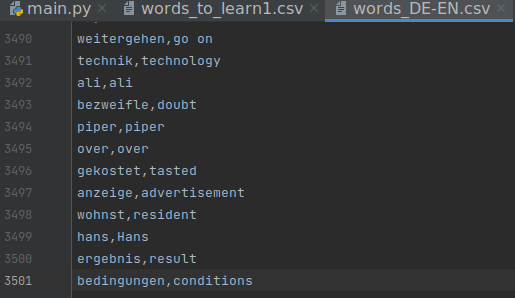 main.py words_to_learn1.csv words_DE-EN.csv
3490 weitergehen,go on
3491 technik,technology
3492 ali,ali
3493 bezweifle,doubt
3494 piper,piper
3495 over,over
3496 gekostet,tasted
3497 anzeige,advertisement
3498 wohnst,resident
3499 hans,Hans
3500 ergebnis,result
3501 bedingungen,conditions